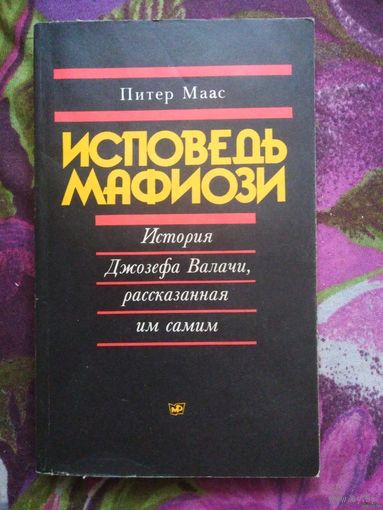 Питер Маас
ИСПОВЕДЬ
МАФИОЗИ
История
Джозефа Валачи,
рассказанная
им самим